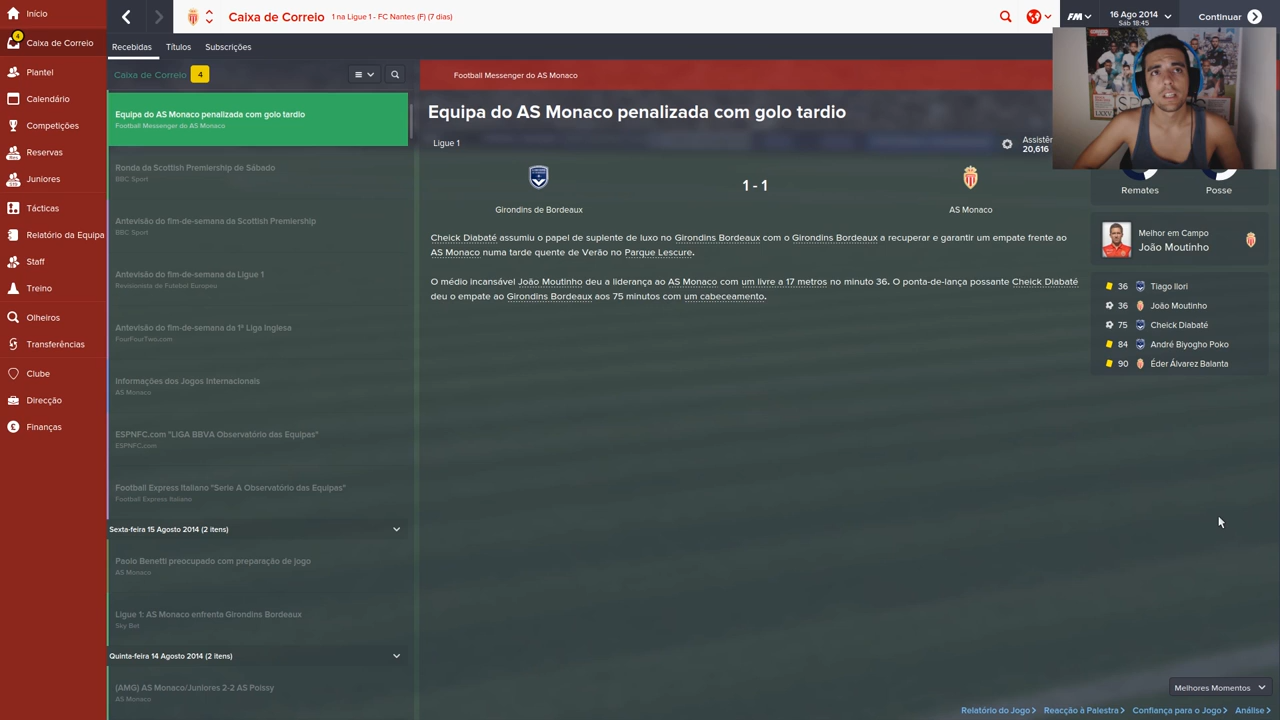 Início
4
Caixa de Correio
Plantel
Calendário
Competições
Reservas
Juniores
Tácticas
Relatório da Equipa
Staff
Treino
Olheiros
Transferências
Clube
Direcção
Finanças
Caixa de Correio
1 na Ligue 1 - FC Nantes (F) (7 dias)
FM
16 Ago 2014
Sáb 18:45
Continuar
Recebidas
Títulos
Subscrições
Caixa de Correio
4
Equipa do AS Monaco penalizada com golo tardio
Football Messenger do AS Monaco
Ronda da Scottish Premiership de Sábado
BBC Sport
Antevisão do fim-de-semana da Scottish Premiership
BBC Sport
Antevisão do fim-de-semana da Ligue 1
Revisionista de Futebol Europeu
Antevisão do fim-de-semana da 1ª Liga Inglesa
FourFourTwo.com
Informações dos Jogos Internacionais
AS Monaco
ESPNFC.com "LIGA BBVA Observatório das Equipas"
ESPNFC.com
Football Express Italiano "Serie A Observatório das Equipas"
Football Express Italiano
Sexta-feira 15 Agosto 2014 (2 itens)
Paolo Benetti preocupado com preparação de jogo
AS Monaco
Ligue 1: AS Monaco enfrenta Girondins Bordeaux
Sky Bet
Quinta-feira 14 Agosto 2014 (2 itens)
(AMG) AS Monaco/Juniores 2-2 AS Poissy
AS Monaco
Football Messenger do AS Monaco
Equipa do AS Monaco penalizada com golo tardio
Ligue 1
Assistê
20,616
Girondins de Bordeaux
1 - 1
AS Monaco
Cheick Diabaté assumiu o papel de suplente de luxo no Girondins Bordeaux com o Girondins Bordeaux a recuperar e garantir um empate frente ao
AS Monaco numa tarde quente de Verão no Parque Lescure.
O médio incansável João Moutinho deu a liderança ao AS Monaco com um livre a 17 metros no minuto 36. O ponta-de-lança possante Cheick Diabaté
deu o empate ao Girondins Bordeaux aos 75 minutos com um cabeceamento.
Remates
Posse
Melhor em Campo
João Moutinho
36 Tiago Ilori
36 João Moutinho
75 Cheick Diabaté
84 André Biyogho Poko
90 Éder Álvarez Balanta
Melhores Momentos
Relatório do Jogo
Reacção à Palestra
Confiança para o Jogo
Análise